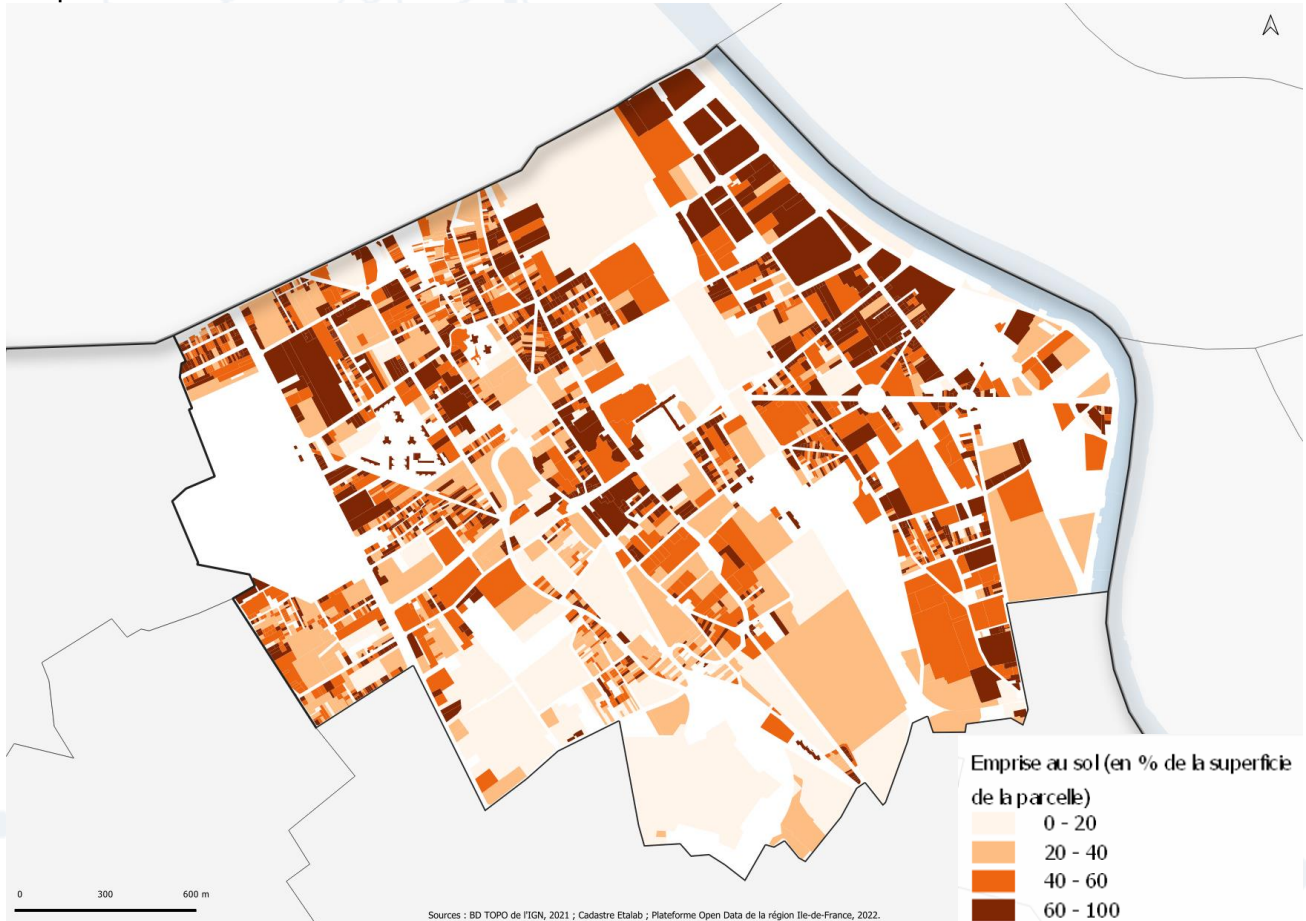 Emprise au sol (en % de la superficie
de la parcelle)
0 - 20
20 - 40
40 - 60
60 - 100
0 300 600 m
Sources : BD TOPO de l'IGN, 2021 ; Cadastre Etalab ; Plateforme Open Data de la région Ile-de-France, 2022.